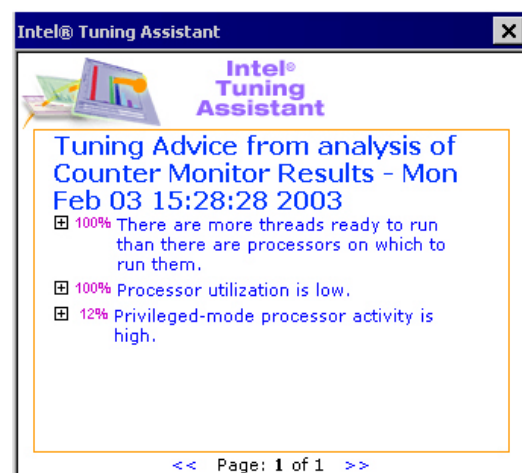 Intel® Tuning Assistant
Intel®
Tuning
Assistant
Tuning Advice from analysis of
Counter Monitor Results - Mon
Feb 03 15:28:28 2003
100% There are more threads ready to run
than there are processors on which to
run them.
100% Processor utilization is low.
12% Privileged-mode processor activity is
high.
<< Page: 1 of 1 >>